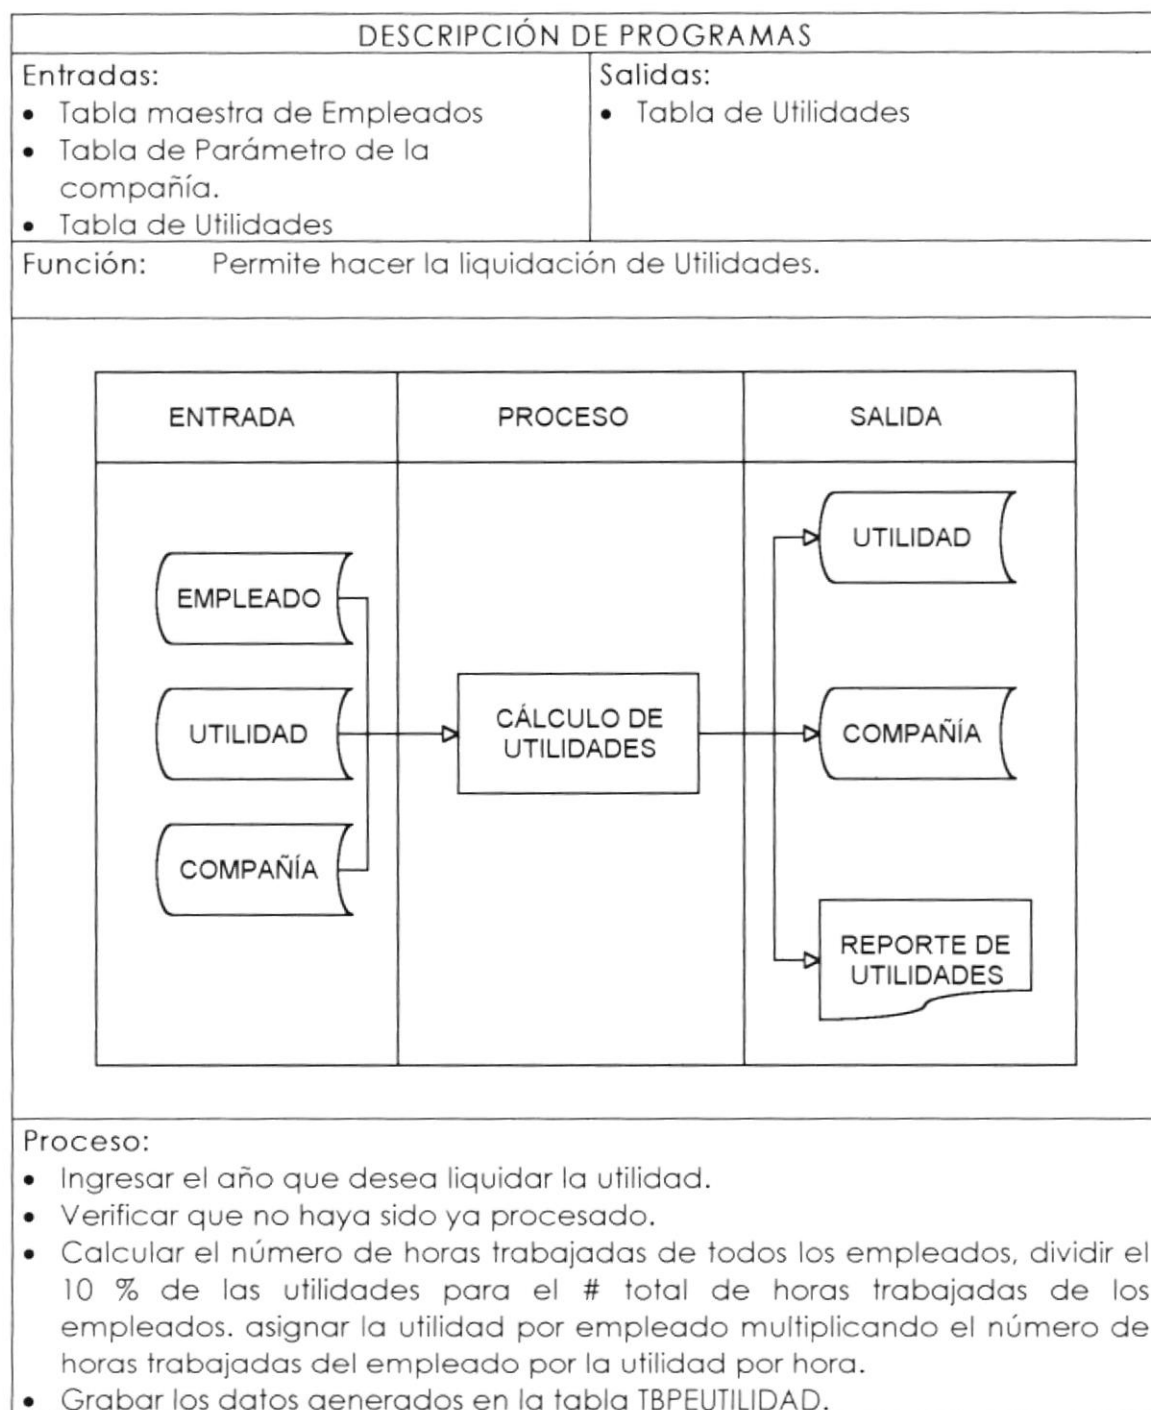 DESCRIPCIÓN DE PROGRAMAS
Entradas:
• Tabla maestra de Empleados
• Tabla de Parámetro de la
compañía.
• Tabla de Utilidades
Salidas:
• Tabla de Utilidades
Función: Permite hacer la liquidación de Utilidades.
ENTRADA
PROCESO
SALIDA
EMPLEADO
UTILIDAD
COMPAÑÍA
CÁLCULO DE
UTILIDADES
UTILIDAD
COMPAÑÍA
REPORTE DE
UTILIDADES
Proceso:
• Ingresar el año que desea liquidar la utilidad.
• Verificar que no haya sido ya procesado.
• Calcular el número de horas trabajadas de todos los empleados, dividir el
10 % de las utilidades para el # total de horas trabajadas de los
empleados. asignar la utilidad por empleado multiplicando el número de
horas trabajadas del empleado por la utilidad por hora.
• Grabar los datos generados en la tabla TBPEUTILIDAD.